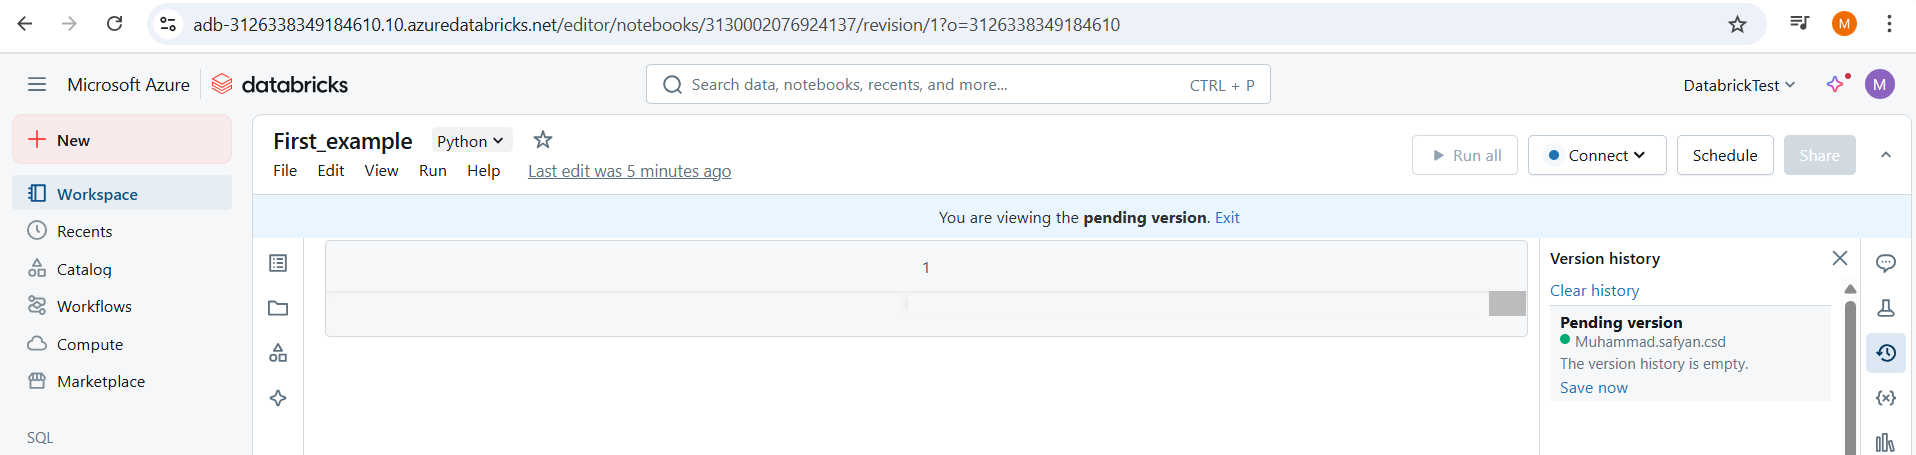 adb-3126338349184610.10.azuredatabricks.net/editor/notebooks/3130002076924137/revision/1?o=3126338349184610
M
Microsoft Azure
databricks
Search data, notebooks, recents, and more...
CTRL + P
DatabrickTest
M
New
Workspace
Recents
Catalog
Workflows
Compute
Marketplace
SQL
First_example
Python
File Edit View Run Help Last edit was 5 minutes ago
Run all
Connect
Schedule
Share
You are viewing the pending version. Exit
1
Version history
Clear history
Pending version
Muhammad.safyan.csd
The version history is empty.
Save now